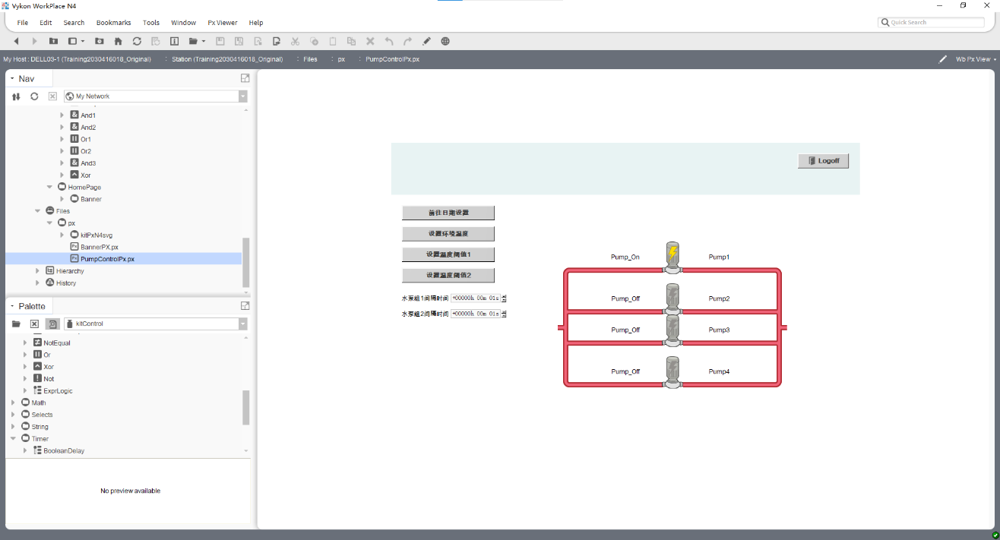 Vykon WorkPlace N4
File Edit Search Bookmarks Tools Window Px Viewer Help
Quick Search
My Host : DELL03-1 (Training2030416018_Original) : Station (Training2030416018_Original) : Files : px : PumpControlPx.px
Wb Px View
Nav
My Network
And1
And2
Or1
Or2
And3
Xor
HomePage
Banner
Files
px
kitPxN4svg
BannerPX.px
PumpControlPx.px
Hierarchy
History
Palette
kitControl
NotEqual
Or
Xor
Not
ExprLogic
Math
Selects
String
Timer
BooleanDelay
No preview available
Logoff
前往日期设置
设置环境温度
设置温度阈值1
设置温度阈值2
水泵组1间隔时间 +00000h 00m 01s
水泵组2间隔时间 +00000h 00m 01s
Pump_On Pump1
Pump_Off Pump2
Pump_Off Pump3
Pump_Off Pump4